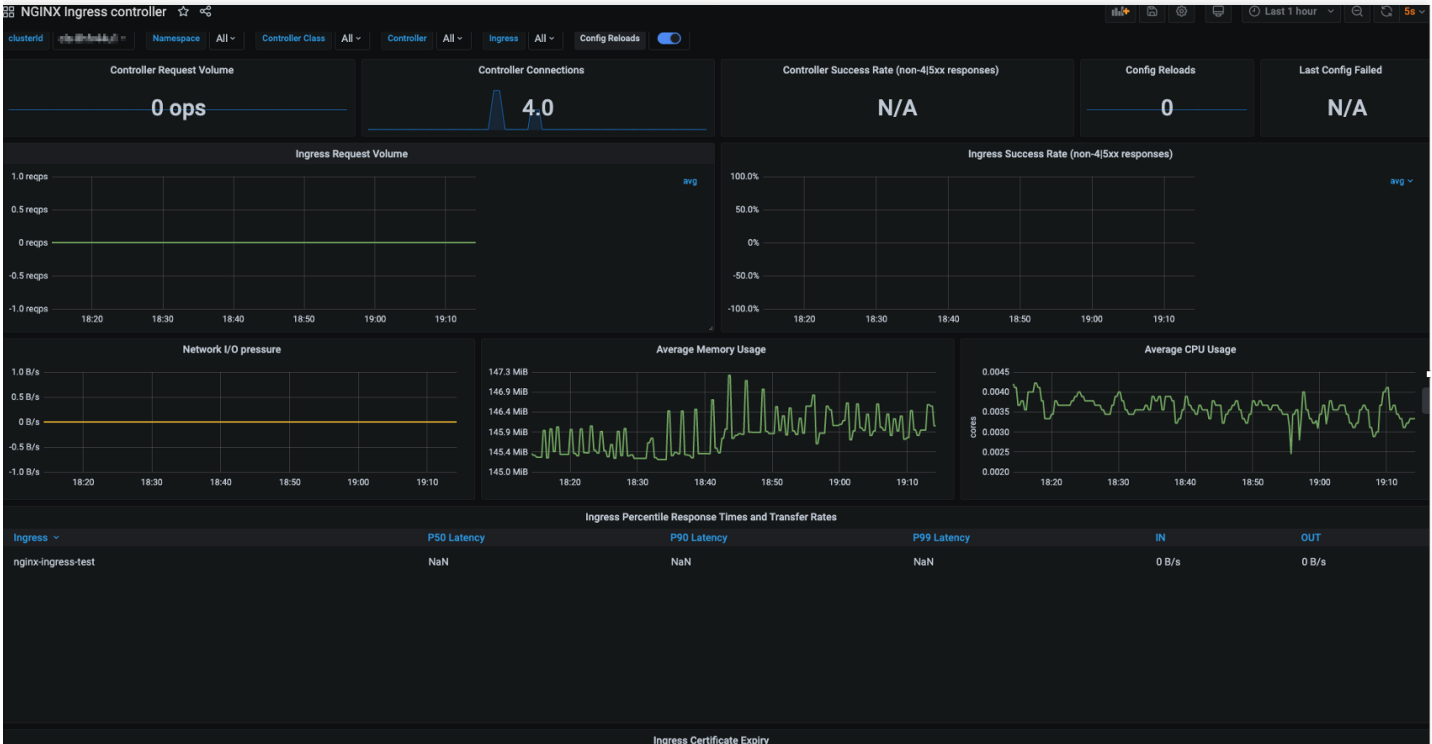 NGINX Ingress controller
Last 1 hour
5s
clusterId
Namespace All
Controller Class All
Controller All
Ingress All
Config Reloads
Controller Request Volume
0 ops
Controller Connections
4.0
Controller Success Rate (non-4|5xx responses)
N/A
Config Reloads
0
Last Config Failed
N/A
Ingress Request Volume
1.0 reqps
0.5 reqps
0 reqps
-0.5 reqps
-1.0 reqps
18:20 18:30 18:40 18:50 19:00 19:10
avg
Ingress Success Rate (non-4|5xx responses)
100.0%
50.0%
0%
-50.0%
-100.0%
18:20 18:30 18:40 18:50 19:00 19:10
avg
Network I/O pressure
1.0 B/s
0.5 B/s
0 B/s
-0.5 B/s
-1.0 B/s
18:20 18:30 18:40 18:50 19:00 19:10
Average Memory Usage
147.3 MiB
146.9 MiB
146.4 MiB
145.9 MiB
145.4 MiB
145.0 MiB
18:20 18:30 18:40 18:50 19:00 19:10
Average CPU Usage
cores
0.0045
0.0040
0.0035
0.0030
0.0025
0.0020
18:20 18:30 18:40 18:50 19:00 19:10
Ingress Percentile Response Times and Transfer Rates
Ingress P50 Latency P90 Latency P99 Latency IN OUT
nginx-ingress-test NaN NaN NaN 0 B/s 0 B/s
Ingress Certificate Expiry